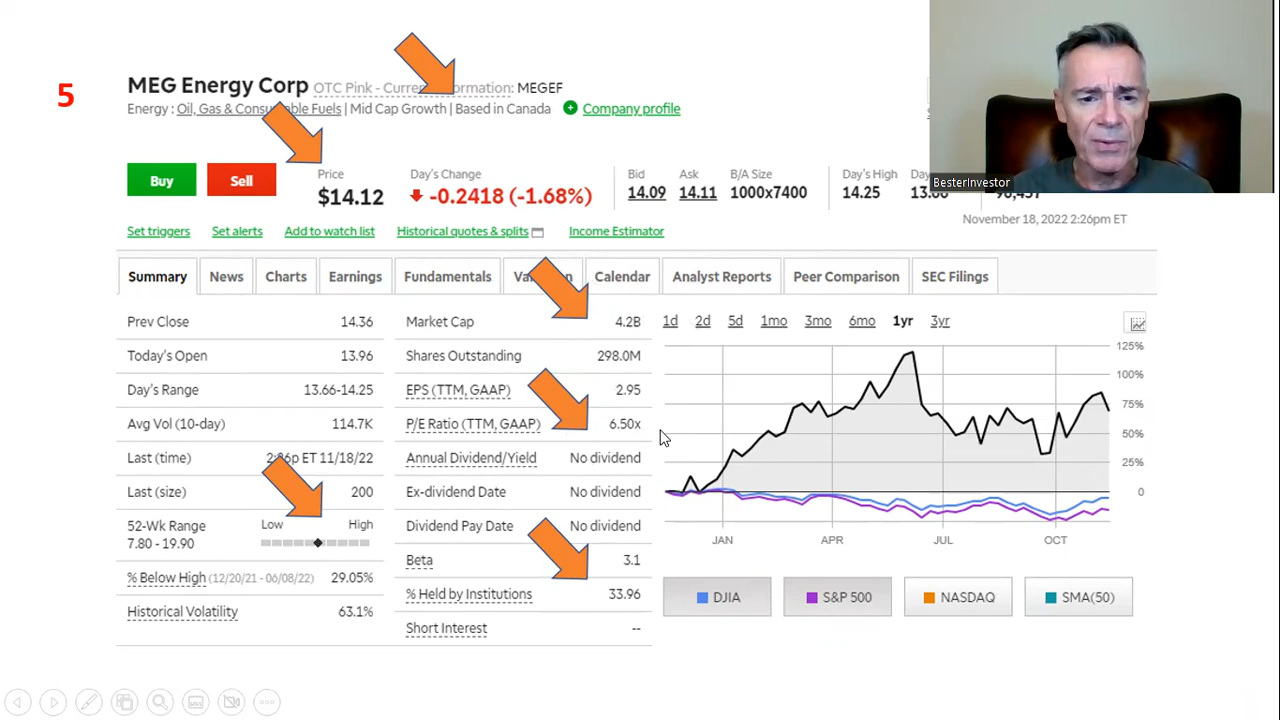 5
MEG Energy Corp OTC Pink - Current Information: MEGEF
Energy : Oil, Gas & Consumable Fuels | Mid Cap Growth | Based in Canada Company profile
BesterInvestor
Buy
Sell
Price
$14.12
Day's Change
-0.2418 (-1.68%)
Bid
14.09
Ask
14.11
B/A Size
1000x7400
Day's High
14.25
November 18, 2022 2:26pm ET
Set triggers Set alerts Add to watch list Historical quotes & splits Income Estimator
Summary News Charts Earnings Fundamentals Calendar Analyst Reports Peer Comparison SEC Filings
Prev Close 14.36
Today's Open 13.96
Day's Range 13.66-14.25
Avg Vol (10-day) 114.7K
Last (time) 2:26p ET 11/18/22
Last (size) 200
52-Wk Range Low High
7.80 - 19.90
% Below High (12/20/21 - 06/08/22) 29.05%
Historical Volatility 63.1%
Market Cap 4.2B
Shares Outstanding 298.0M
EPS (TTM, GAAP) 2.95
P/E Ratio (TTM, GAAP) 6.50x
Annual Dividend/Yield No dividend
Ex-dividend Date No dividend
Dividend Pay Date No dividend
Beta 3.1
% Held by Institutions 33.96
Short Interest --
1d 2d 5d 1mo 3mo 6mo 1yr 3yr
125%
100%
75%
50%
25%
0
JAN APR JUL OCT
DJIA S&P 500 NASDAQ SMA(50)